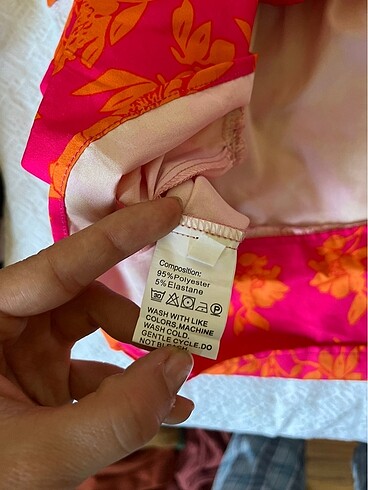 Composition:
95%Polyester
5%Elastane
WASH WITH LIKE
COLORS,MACHINE
WASH COLD.
GENTLE CYCLE.DO
NOT BLEACH.